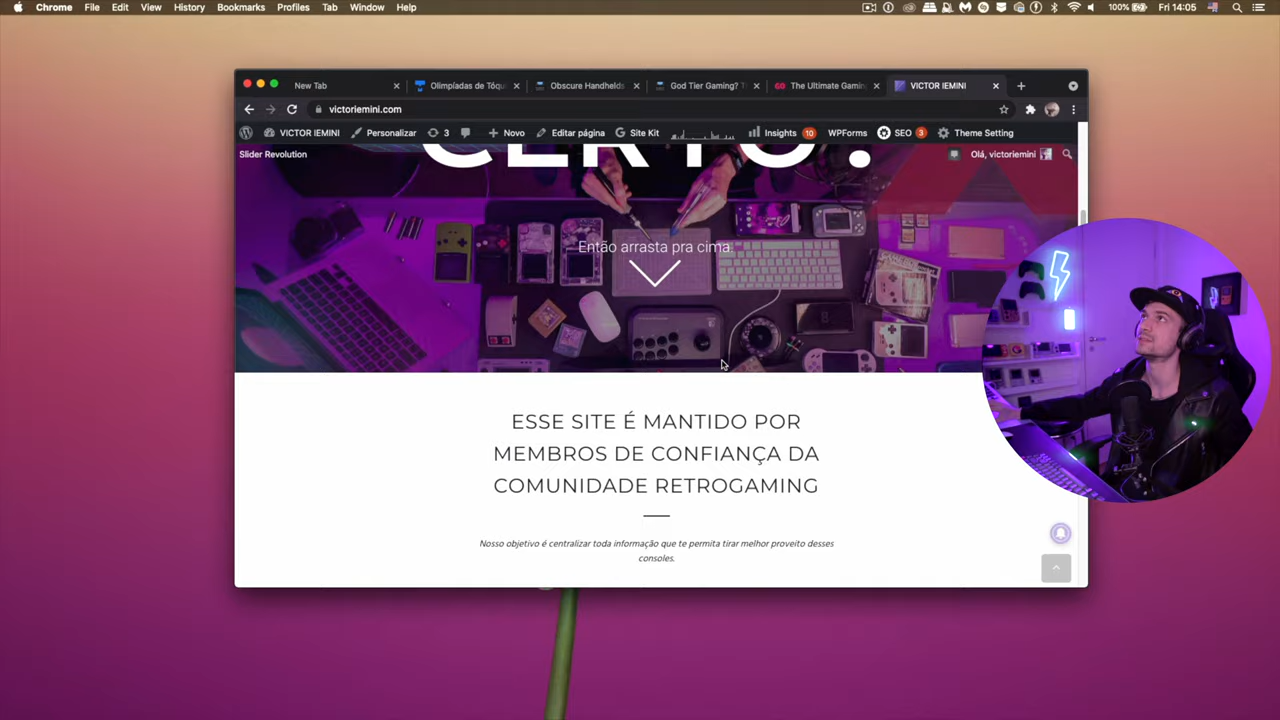 Chrome File Edit View History Bookmarks Profiles Tab Window Help 100% Fri 14:05
New Tab Olimpíadas de Tóqu Obscure Handhelds God Tier Gaming? T The Ultimate Gamin VICTOR IEMINI
victoriemini.com
VICTOR IEMINI Personalizar 3 Novo Editar página Site Kit Insights 10 WPForms SEO 3 Theme Setting
Slider Revolution Olá, victoriemini
CERTO?
Então arrasta pra cima.
ESSE SITE É MANTIDO POR
MEMBROS DE CONFIANÇA DA
COMUNIDADE RETROGAMING
Nosso objetivo é centralizar toda informação que te permita tirar melhor proveito desses
consoles.